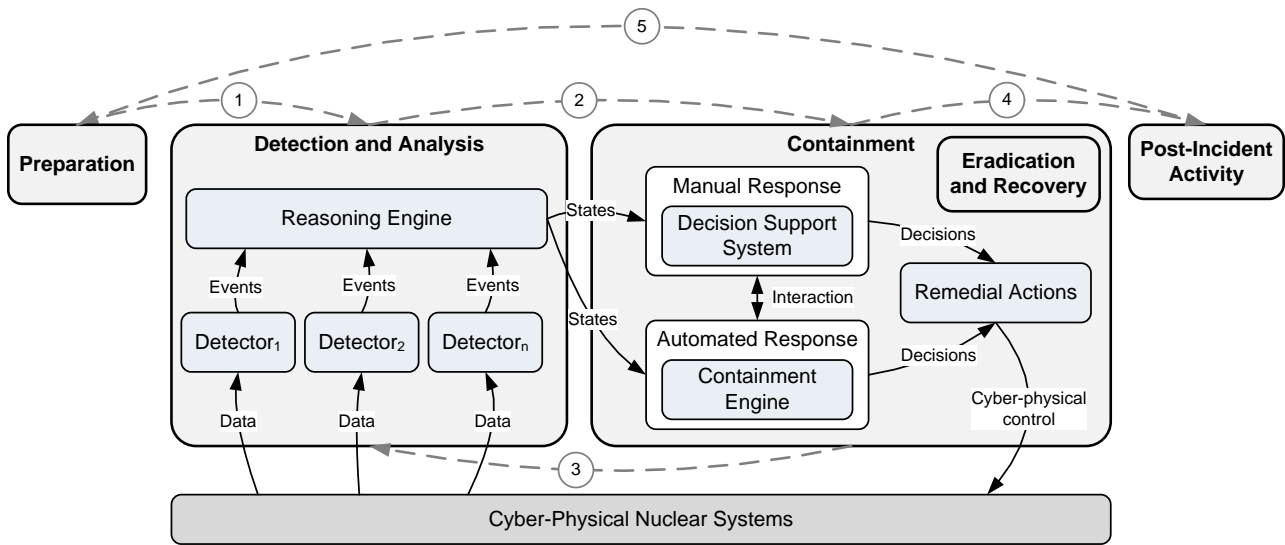 5
1
2
4
Preparation
Detection and Analysis
Containment
Eradication
and Recovery
Post-Incident
Activity
Reasoning Engine
States
States
Manual Response
Decision Support
System
Decisions
Events
Events
Events
Interaction
Remedial Actions
Detector₁
Detector₂
Detectorₙ
Automated Response
Containment
Engine
Decisions
Data
Data
Data
Cyber-physical
control
3
Cyber-Physical Nuclear Systems